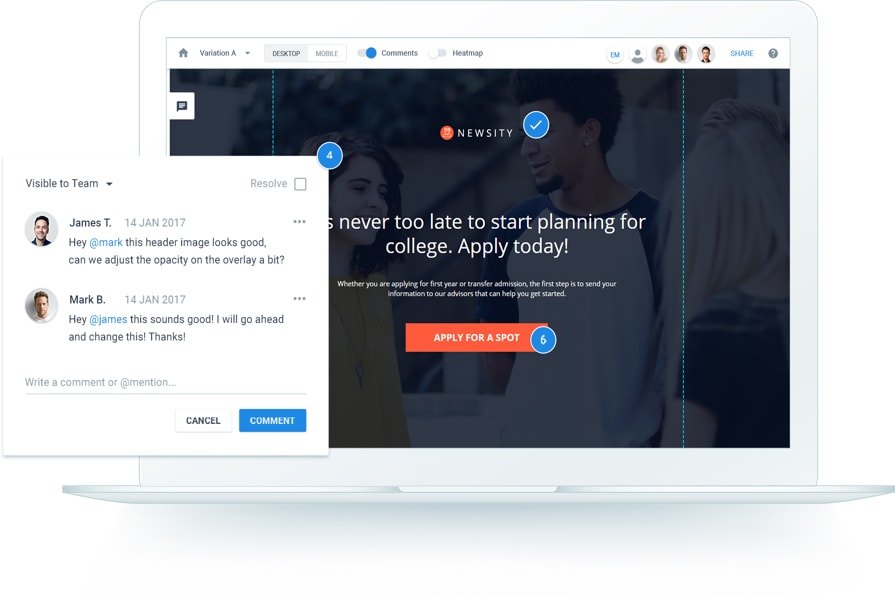 Variation A
DESKTOP
MOBILE
Comments
Heatmap
EM
SHARE
?
NEWSITY
4
Visible to Team
Resolve
James T. 14 JAN 2017
Hey @mark this header image looks good,
can we adjust the opacity on the overlay a bit?
Mark B. 14 JAN 2017
Hey @james this sounds good! I will go ahead
and change this! Thanks!
Write a comment or @mention...
CANCEL
COMMENT
s never too late to start planning for
college. Apply today!
Whether you are applying for first year or transfer admission, the first step is to send your
information to our advisors that can help you get started.
APPLY FOR A SPOT
6